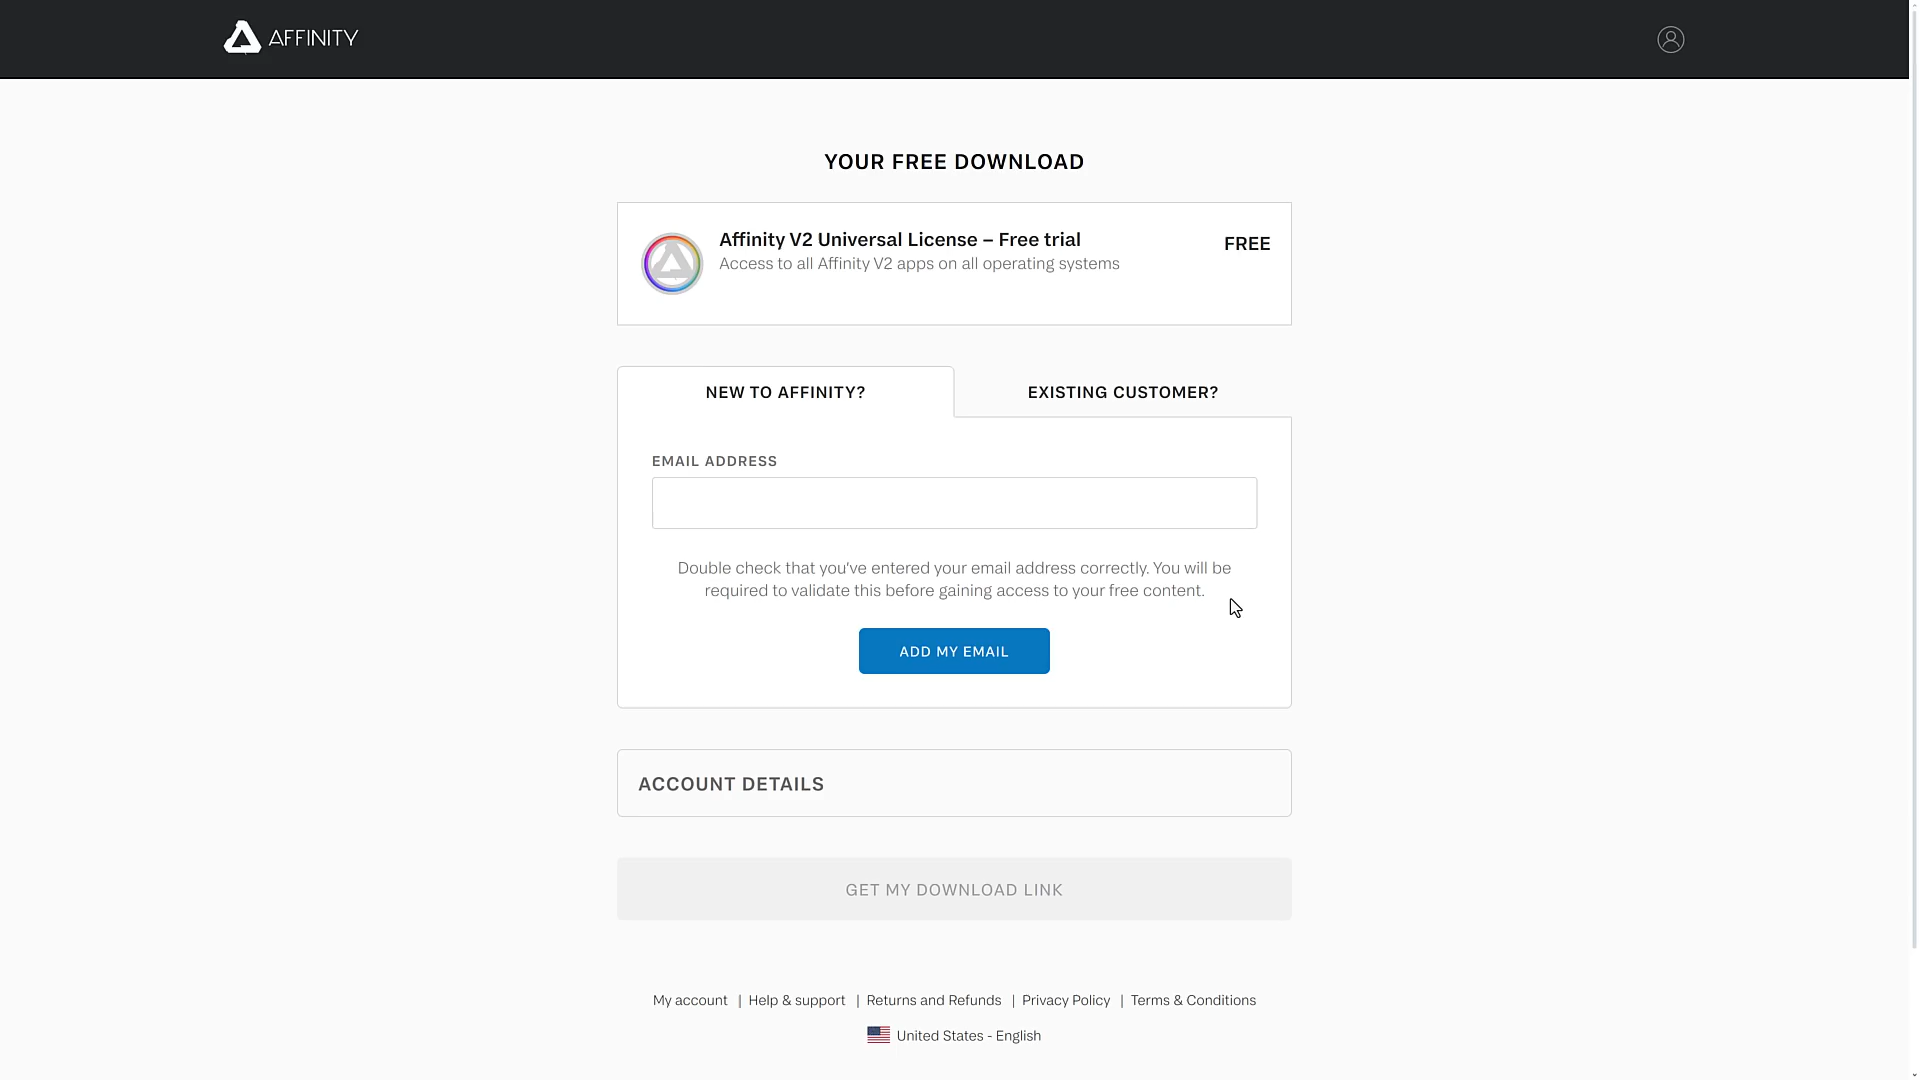 AFFINITY
YOUR FREE DOWNLOAD
Affinity V2 Universal License – Free trial
FREE
Access to all Affinity V2 apps on all operating systems
NEW TO AFFINITY?
EXISTING CUSTOMER?
EMAIL ADDRESS
Double check that you've entered your email address correctly. You will be
required to validate this before gaining access to your free content.
ADD MY EMAIL
ACCOUNT DETAILS
GET MY DOWNLOAD LINK
My account | Help & support | Returns and Refunds | Privacy Policy | Terms & Conditions
United States - English